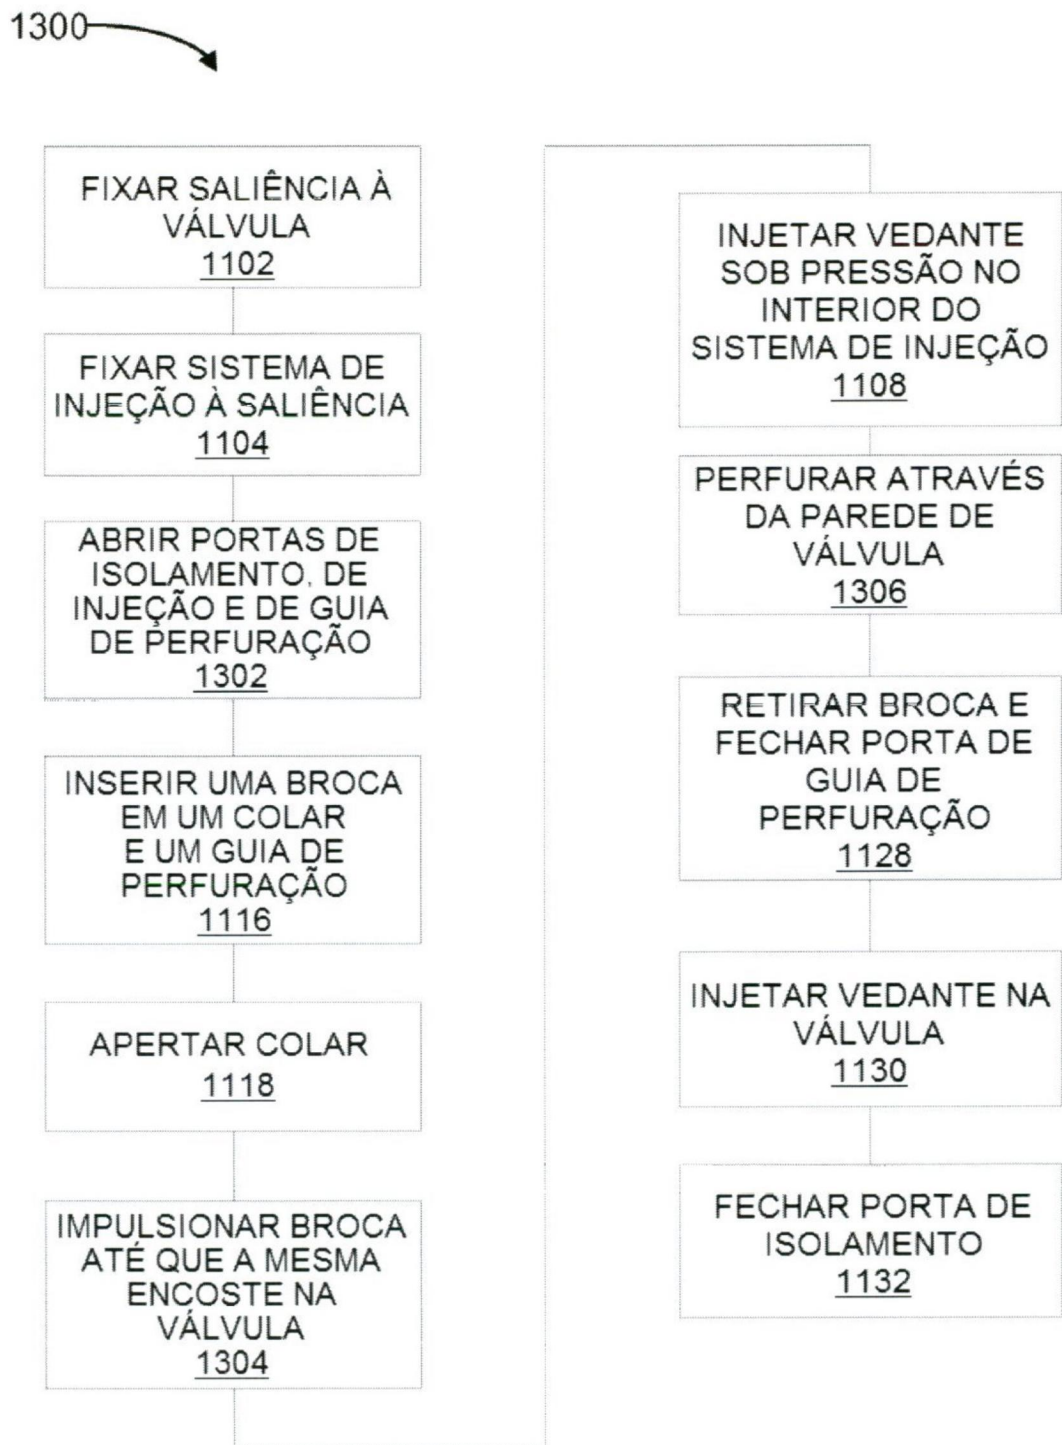 1300
FIXAR SALIÊNCIA À
VÁLVULA
1102
FIXAR SISTEMA DE
INJEÇÃO À SALIÊNCIA
1104
ABRIR PORTAS DE
ISOLAMENTO, DE
INJEÇÃO E DE GUIA
DE PERFURAÇÃO
1302
INSERIR UMA BROCA
EM UM COLAR
E UM GUIA DE
PERFURAÇÃO
1116
APERTAR COLAR
1118
IMPULSIONAR BROCA
ATÉ QUE A MESMA
ENCOSTE NA
VÁLVULA
1304
INJETAR VEDANTE
SOB PRESSÃO NO
INTERIOR DO
SISTEMA DE INJEÇÃO
1108
PERFURAR ATRAVÉS
DA PAREDE DE
VÁLVULA
1306
RETIRAR BROCA E
FECHAR PORTA DE
GUIA DE
PERFURAÇÃO
1128
INJETAR VEDANTE NA
VÁLVULA
1130
FECHAR PORTA DE
ISOLAMENTO
1132